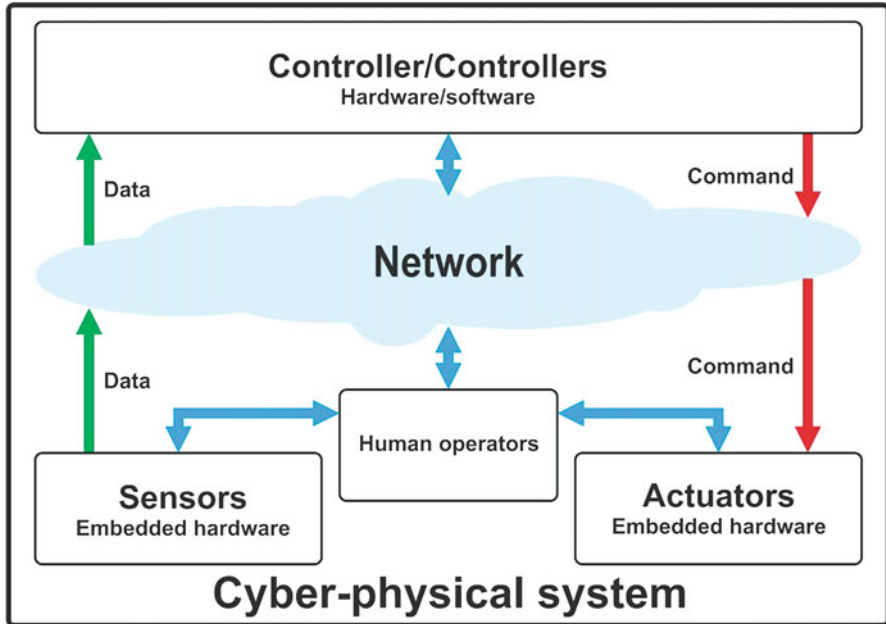 Controller/Controllers
Hardware/software
Data
Command
Network
Data
Command
Human operators
Sensors
Embedded hardware
Actuators
Embedded hardware
Cyber-physical system